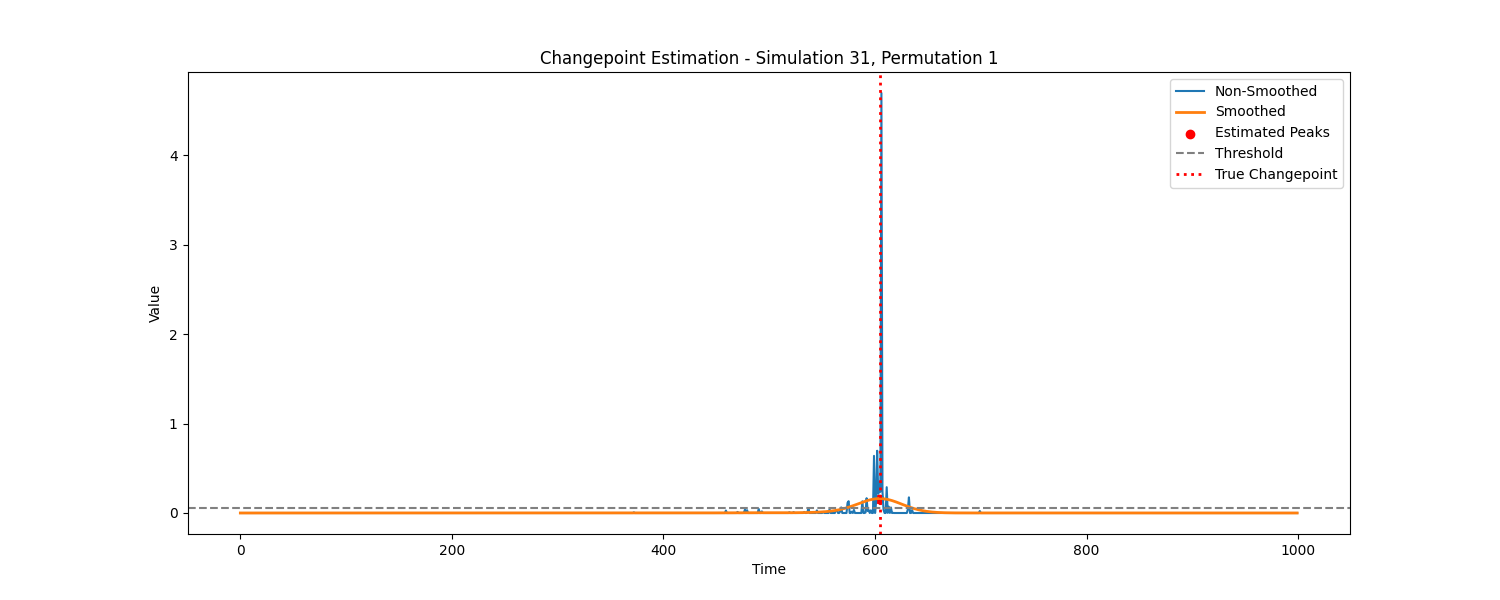 Changepoint Estimation - Simulation 31, Permutation 1
Non-Smoothed
Smoothed
Estimated Peaks
Threshold
True Changepoint
Value
4
3
2
1
0
0 200 400 600 800 1000
Time